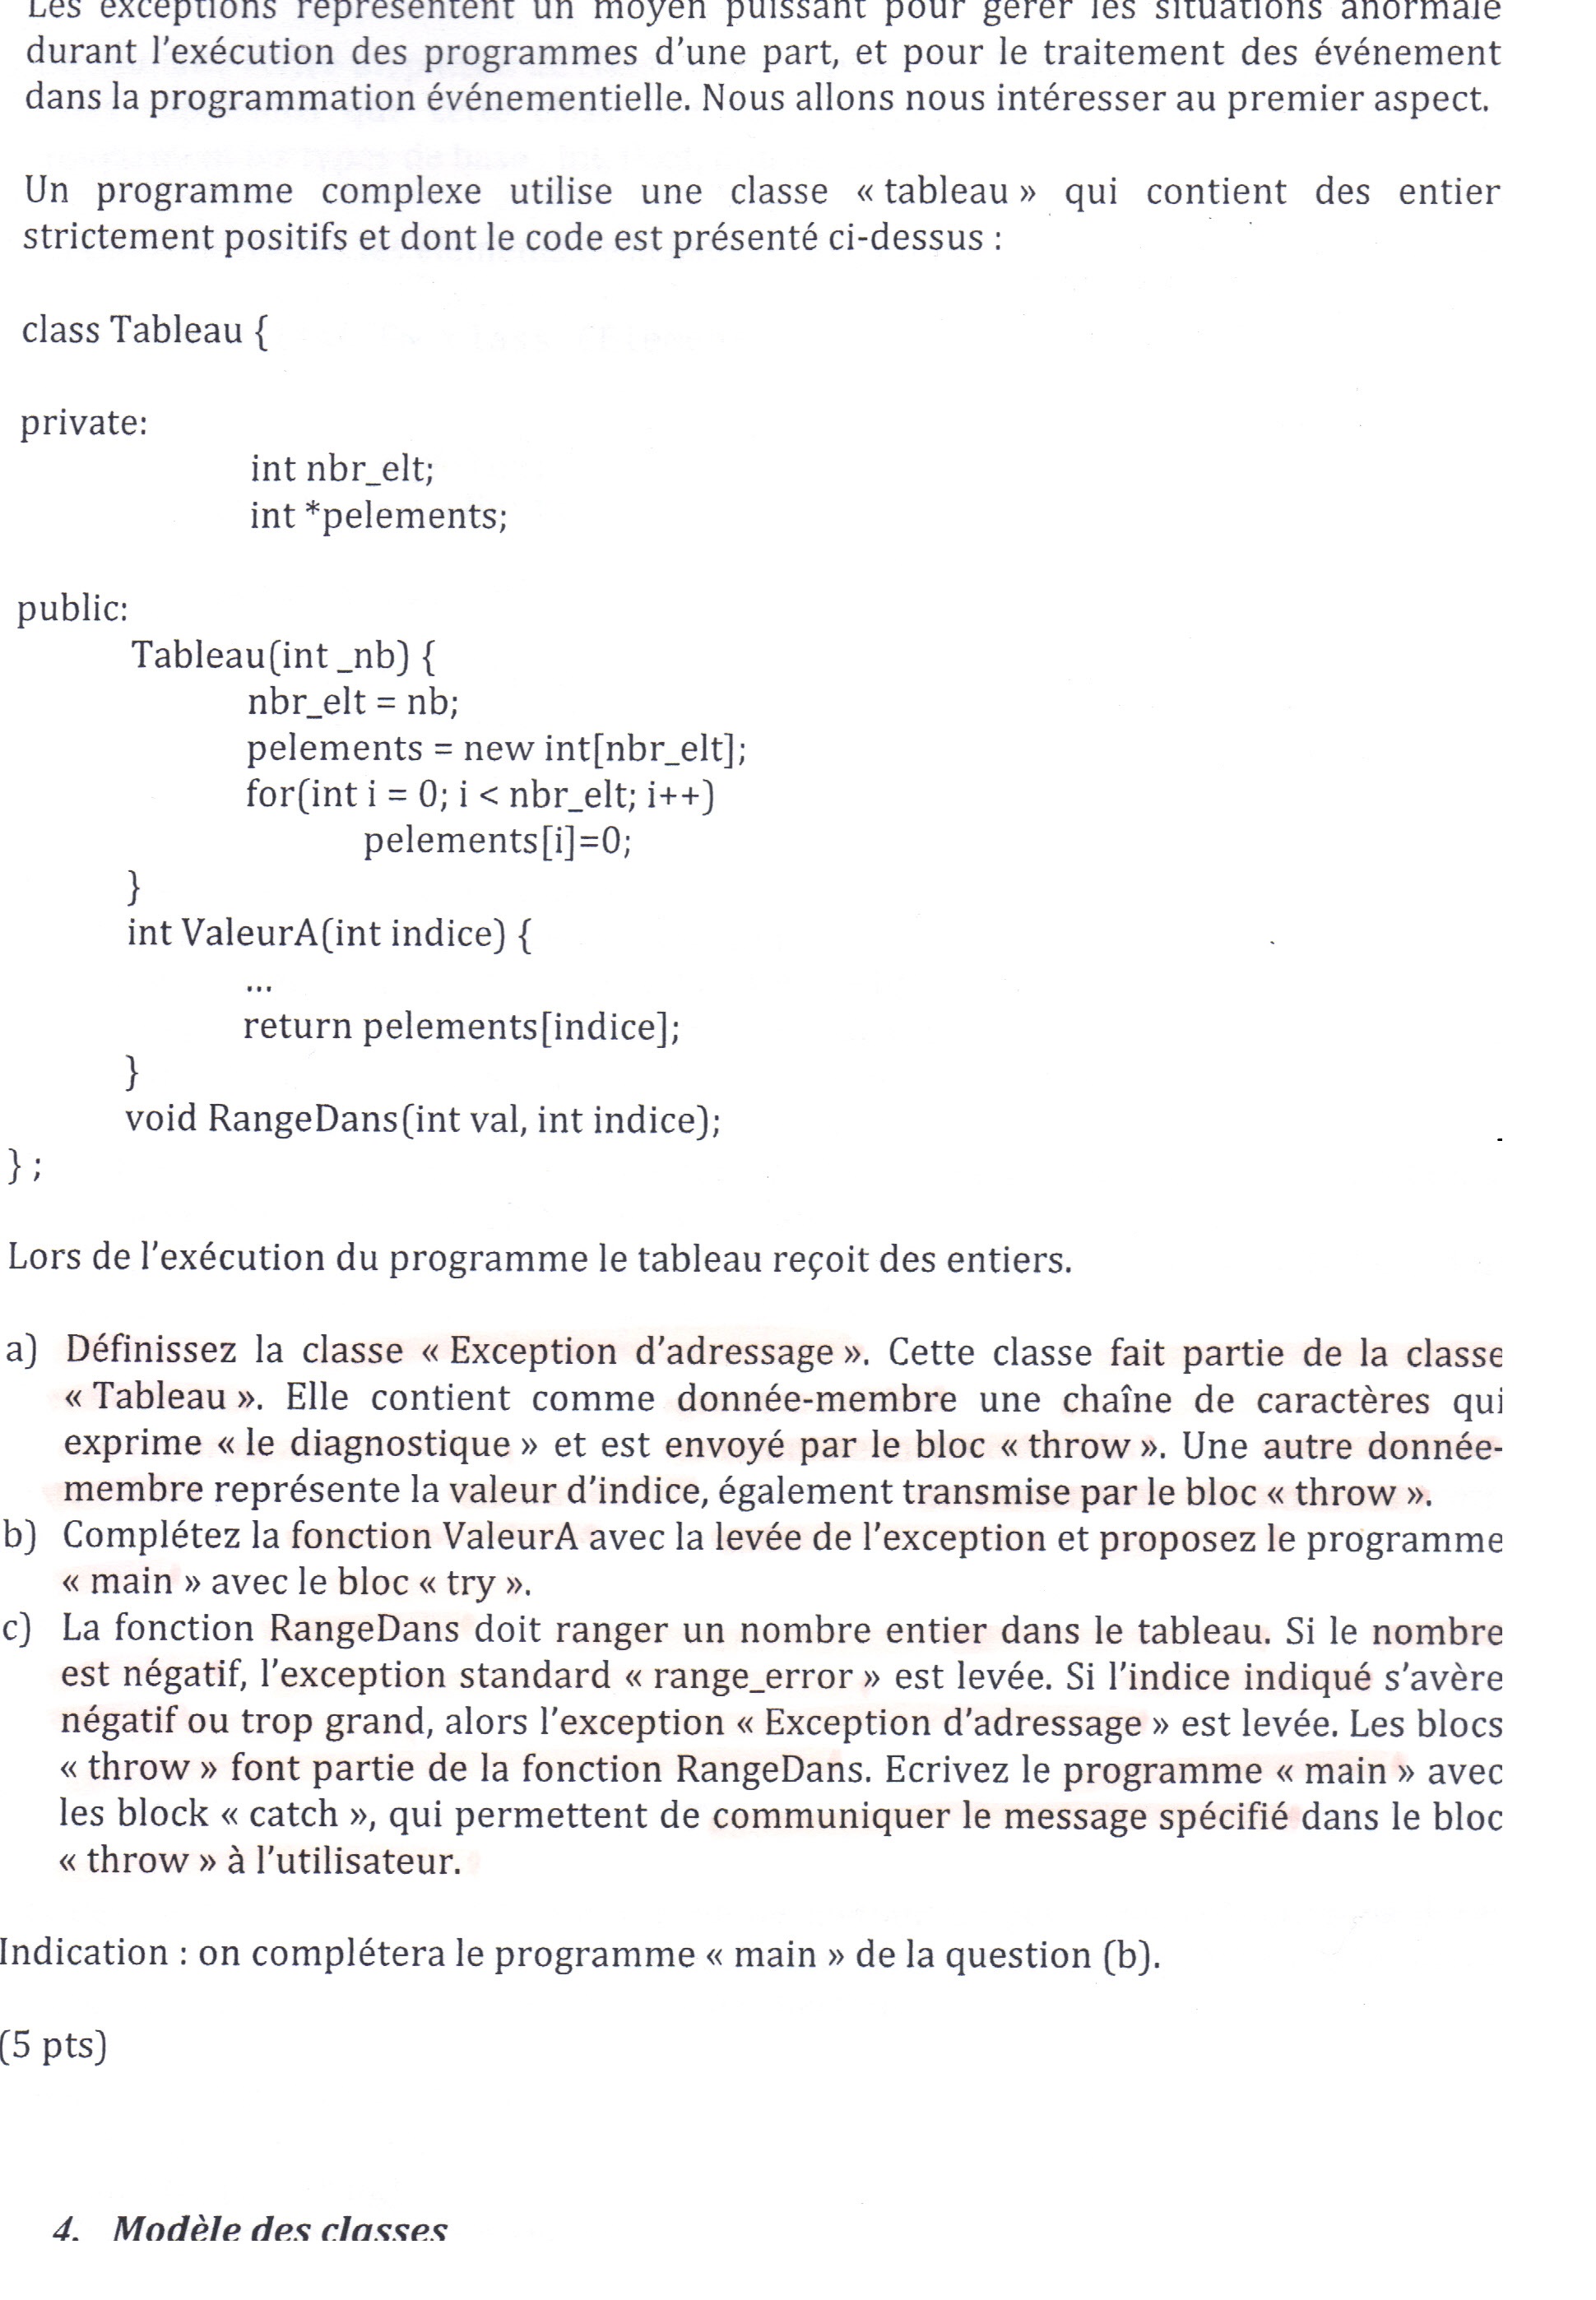 Les exceptions représentent un moyen puissant pour gérer les situations anormale
durant l'exécution des programmes d'une part, et pour le traitement des événement
dans la programmation événementielle. Nous allons nous intéresser au premier aspect.
Un programme complexe utilise une classe « tableau » qui contient des entier
strictement positifs et dont le code est présenté ci-dessus :
class Tableau {
private:
int nbr_elt;
int *pelements;
public:
Tableau(int _nb) {
nbr_elt = nb;
pelements = new int[nbr_elt];
for(int i = 0; i < nbr_elt; i++)
pelements[i]=0;
}
int ValeurA(int indice) {
...
return pelements[indice];
}
void RangeDans(int val, int indice);
} ;
Lors de l'exécution du programme le tableau reçoit des entiers.
a) Définissez la classe « Exception d'adressage ». Cette classe fait partie de la classe
« Tableau ». Elle contient comme donnée-membre une chaîne de caractères qui
exprime « le diagnostique » et est envoyé par le bloc « throw ». Une autre donnée-
membre représente la valeur d'indice, également transmise par le bloc « throw ».
b) Complétez la fonction ValeurA avec la levée de l'exception et proposez le programme
« main » avec le bloc « try ».
c) La fonction RangeDans doit ranger un nombre entier dans le tableau. Si le nombre
est négatif, l'exception standard « range_error » est levée. Si l'indice indiqué s'avère
négatif ou trop grand, alors l'exception « Exception d'adressage » est levée. Les blocs
« throw » font partie de la fonction RangeDans. Ecrivez le programme « main » avec
les block « catch », qui permettent de communiquer le message spécifié dans le bloc
« throw » à l'utilisateur.
Indication : on complétera le programme « main » de la question (b).
(5 pts)
4. Modèle des classes